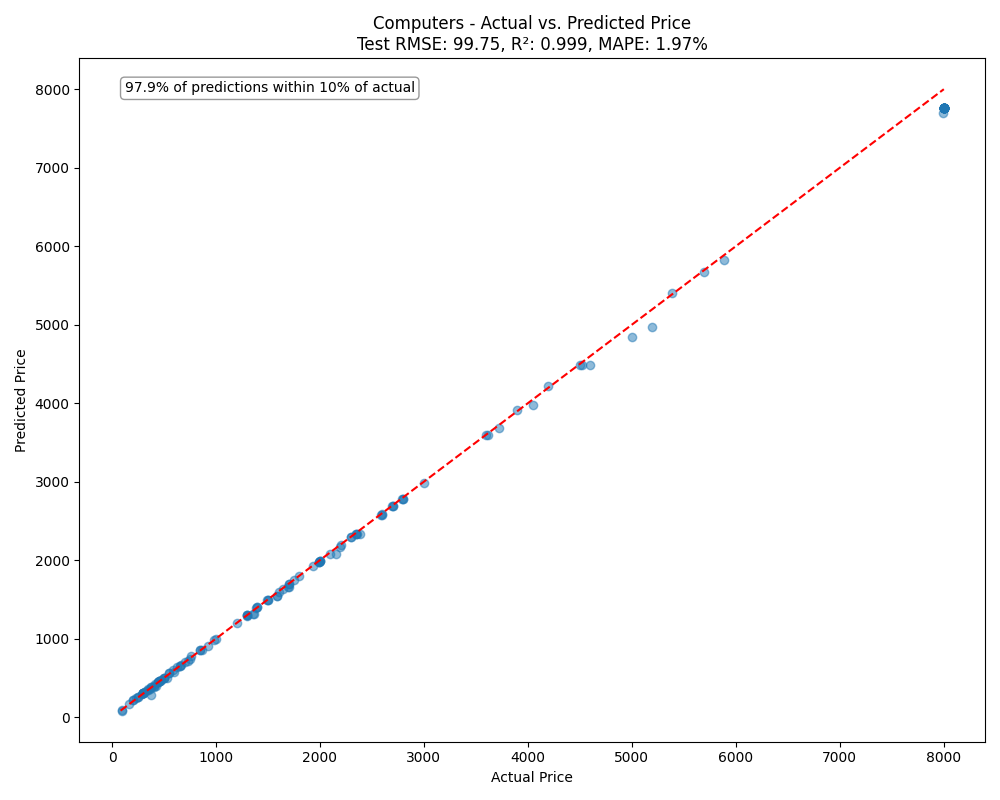 Computers - Actual vs. Predicted Price
Test RMSE: 99.75, R²: 0.999, MAPE: 1.97%
97.9% of predictions within 10% of actual
8000
7000
6000
5000
4000
3000
2000
1000
0
Predicted Price
0 1000 2000 3000 4000 5000 6000 7000 8000
Actual Price